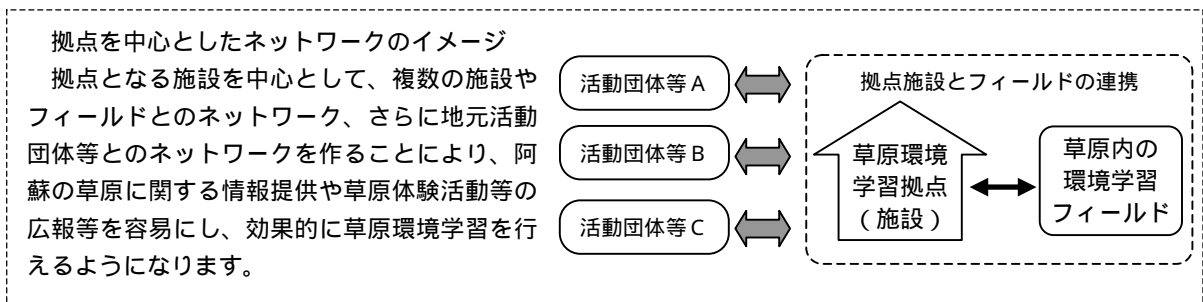 拠点を中心としたネットワークのイメージ
拠点となる施設を中心として、複数の施設や
フィールドとのネットワーク、さらに地元活動
団体等とのネットワークを作ることにより、阿
蘇の草原に関する情報提供や草原体験活動等の
広報等を容易にし、効果的に草原環境学習を行
えるようになります。
活動団体等A
活動団体等B
活動団体等C
拠点施設とフィールドの連携
草原環境
学習拠点
(施設)
草原内の
環境学習
フィールド